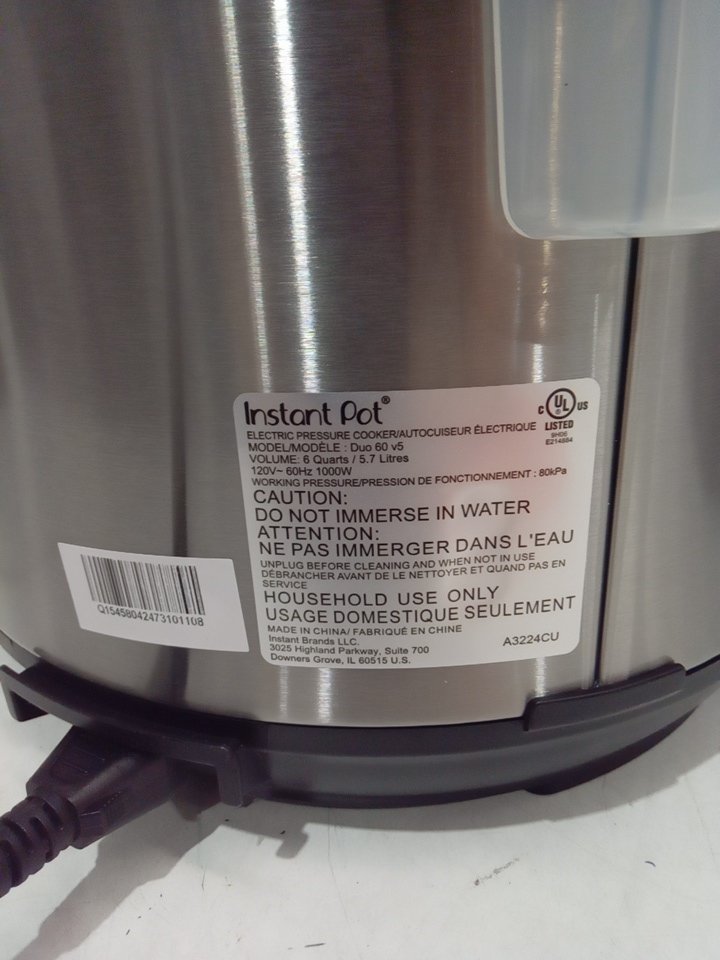 Instant Pot®
ELECTRIC PRESSURE COOKER/AUTOCUISEUR ÉLECTRIQUE
MODEL/MODÈLE : Duo 60 v5
VOLUME: 6 Quarts / 5.7 Litres
120V~ 60Hz 1000W
WORKING PRESSURE/PRESSION DE FONCTIONNEMENT : 80kPa
C UL US
LISTED
9H06
E214884
CAUTION:
DO NOT IMMERSE IN WATER
ATTENTION:
NE PAS IMMERGER DANS L'EAU
UNPLUG BEFORE CLEANING AND WHEN NOT IN USE
DÉBRANCHER AVANT DE LE NETTOYER ET QUAND PAS EN
SERVICE
HOUSEHOLD USE ONLY
USAGE DOMESTIQUE SEULEMENT
MADE IN CHINA/ FABRIQUÉ EN CHINE
Instant Brands LLC.
3025 Highland Parkway, Suite 700
Downers Grove, IL 60515 U.S.
A3224CU
Q1545804247310110B